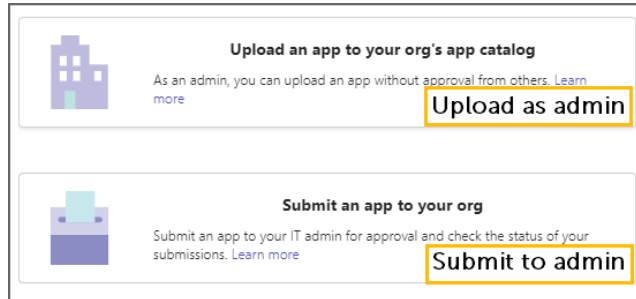 Upload an app to your org's app catalog
As an admin, you can upload an app without approval from others. Learn
more
Upload as admin
Submit an app to your org
Submit an app to your IT admin for approval and check the status of your
submissions. Learn more
Submit to admin